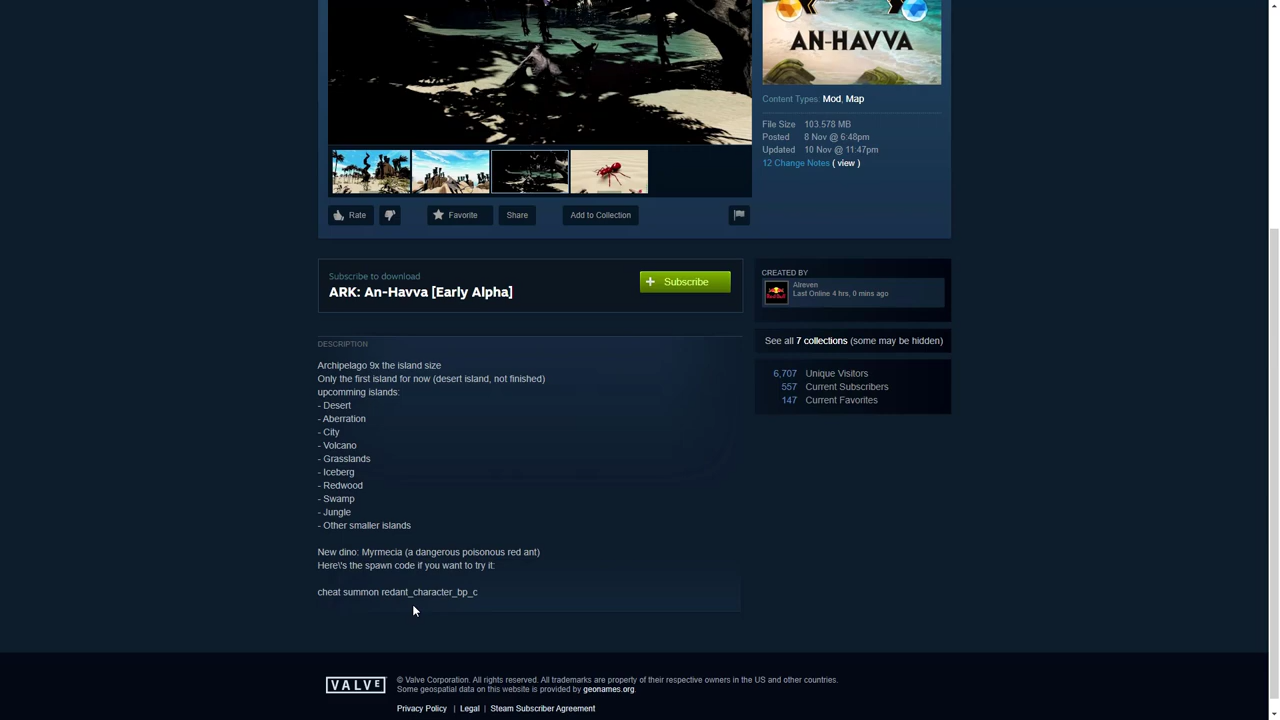 AN-HAVVA
Content Types: Mod, Map
File Size 103.578 MB
Posted 8 Nov @ 6:48pm
Updated 10 Nov @ 11:47pm
12 Change Notes ( view )
Rate
Favorite
Share
Add to Collection
Subscribe to download
ARK: An-Havva [Early Alpha]
Subscribe
CREATED BY
Alreven
Last Online 4 hrs, 0 mins ago
See all 7 collections (some may be hidden)
6,707 Unique Visitors
557 Current Subscribers
147 Current Favorites
DESCRIPTION
Archipelago 9x the island size
Only the first island for now (desert island, not finished)
upcomming islands:
- Desert
- Aberration
- City
- Volcano
- Grasslands
- Iceberg
- Redwood
- Swamp
- Jungle
- Other smaller islands
New dino: Myrmecia (a dangerous poisonous red ant)
Here\'s the spawn code if you want to try it:
cheat summon redant_character_bp_c
VALVE
© Valve Corporation. All rights reserved. All trademarks are property of their respective owners in the US and other countries.
Some geospatial data on this website is provided by geonames.org.
Privacy Policy | Legal | Steam Subscriber Agreement